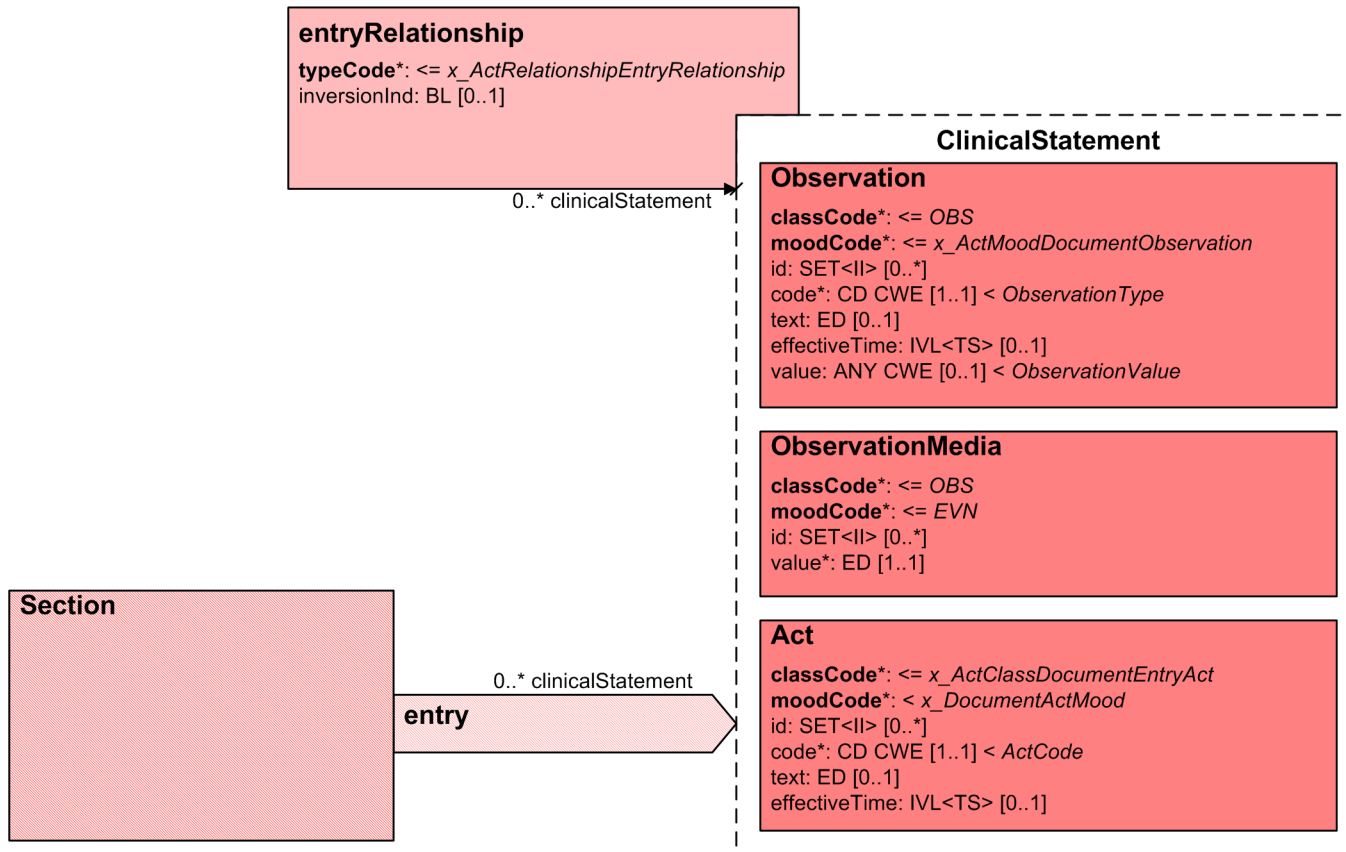 entryRelationship
typeCode*: <= x_ActRelationshipEntryRelationship
inversionInd: BL [0..1]
0..* clinicalStatement
ClinicalStatement
Observation
classCode*: <= OBS
moodCode*: <= x_ActMoodDocumentObservation
id: SET<II> [0..*]
code*: CD CWE [1..1] < ObservationType
text: ED [0..1]
effectiveTime: IVL<TS> [0..1]
value: ANY CWE [0..1] < ObservationValue
ObservationMedia
classCode*: <= OBS
moodCode*: <= EVN
id: SET<II> [0..*]
value*: ED [1..1]
Section
0..* clinicalStatement
entry
Act
classCode*: <= x_ActClassDocumentEntryAct
moodCode*: < x_DocumentActMood
id: SET<II> [0..*]
code*: CD CWE [1..1] < ActCode
text: ED [0..1]
effectiveTime: IVL<TS> [0..1]